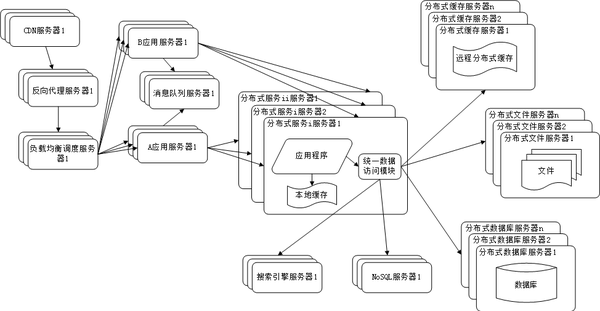 CDN服务器1
反向代理服务器1
负载均衡调度服务
器1
B应用服务器1
消息队列服务器1
A应用服务器1
分布式服务ii服务器1
分布式服务i服务器2
分布式服务i服务器1
应用程序
本地缓存
统一数据
访问模块
搜索引擎服务器1
NoSQL服务器1
分布式缓存服务器n
分布式缓存服务器2
分布式缓存服务器1
远程分布式缓存
分布式文件服务器n
分布式文件服务器2
分布式文件服务器1
文件
分布式数据库服务器n
分布式数据库服务器2
分布式数据库服务器1
数据库